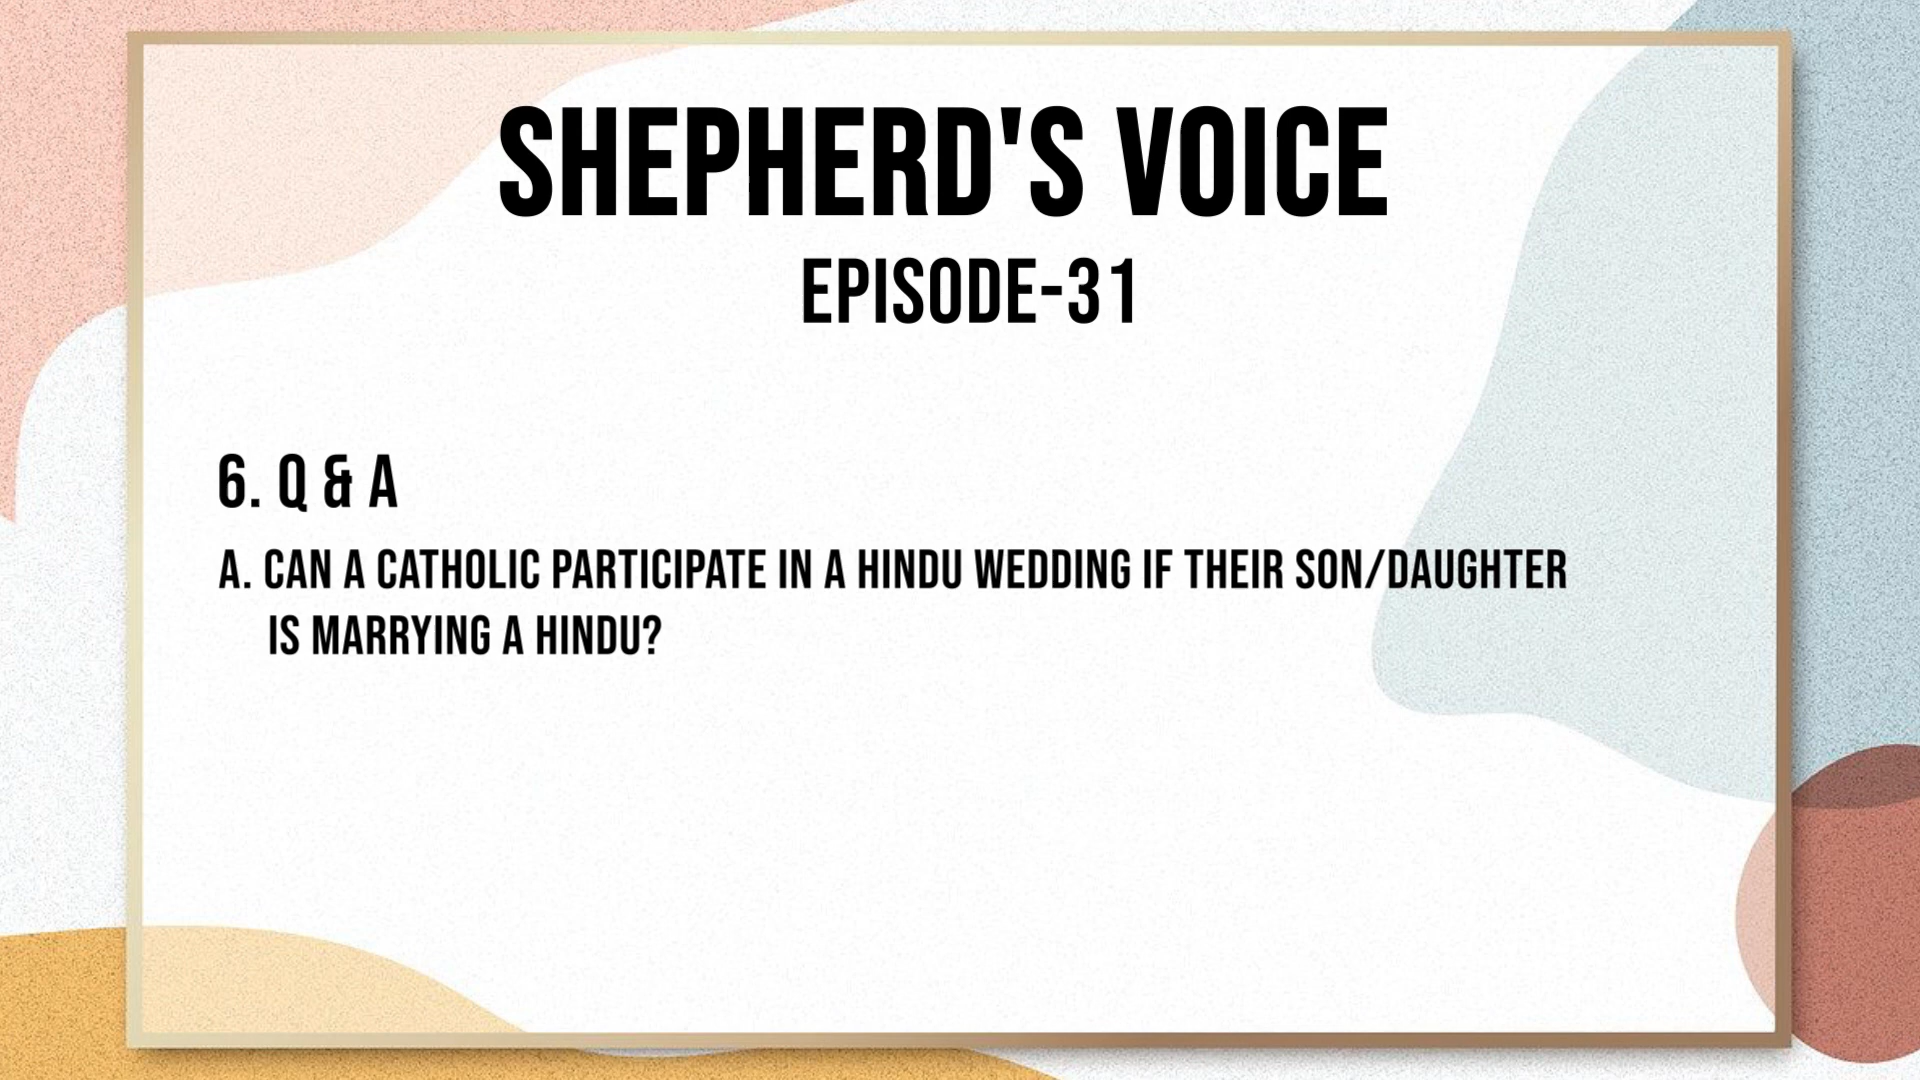 SHEPHERD'S VOICE
EPISODE-31
6. Q & A
A. CAN A CATHOLIC PARTICIPATE IN A HINDU WEDDING IF THEIR SON/DAUGHTER
IS MARRYING A HINDU?